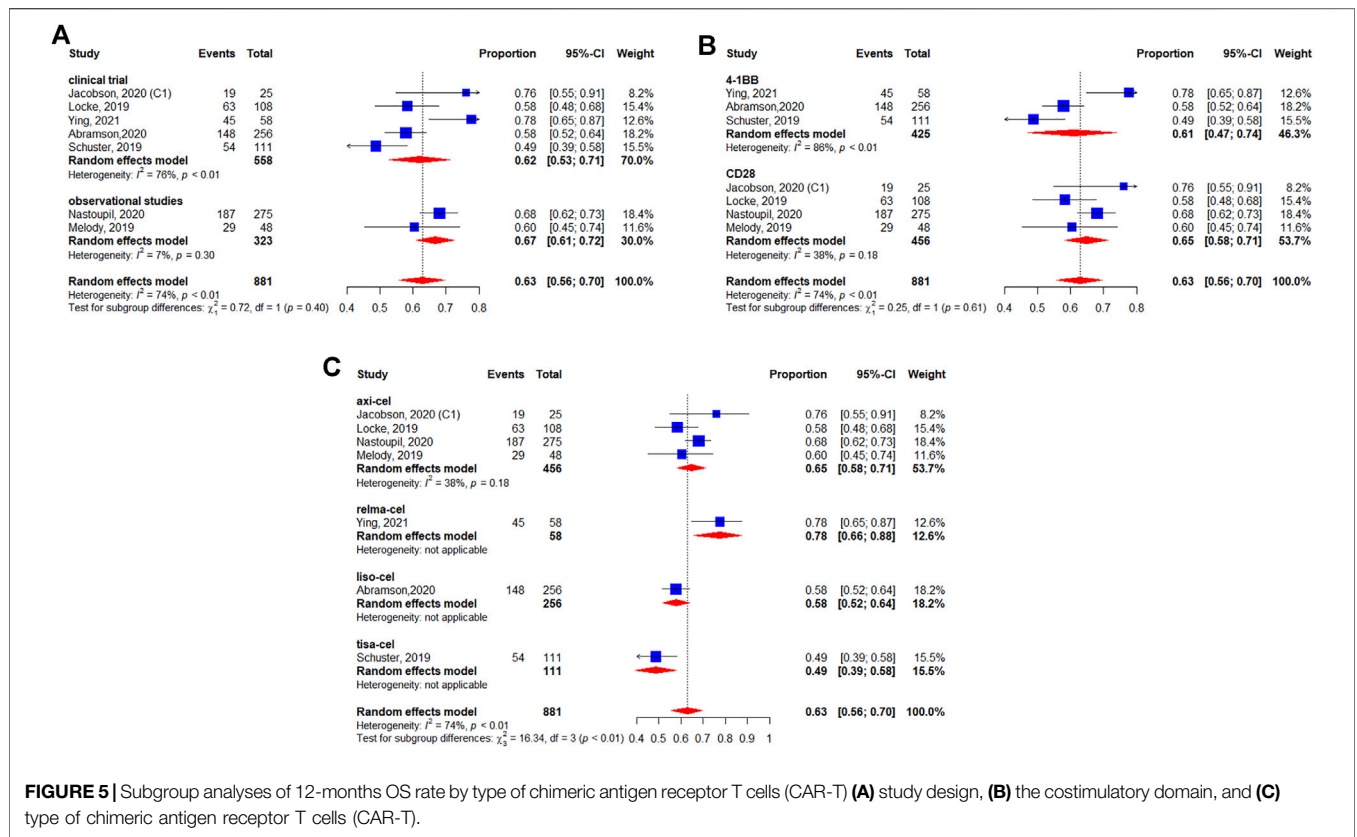 A
Study Events Total Proportion 95%-CI Weight
clinical trial
Jacobson, 2020 (C1) 19 25 0.76 [0.55; 0.91] 8.2%
Locke, 2019 63 108 0.58 [0.48; 0.68] 15.4%
Ying, 2021 45 58 0.78 [0.65; 0.87] 12.6%
Abramson,2020 148 256 0.58 [0.52; 0.64] 18.2%
Schuster, 2019 54 111 0.49 [0.39; 0.58] 15.5%
Random effects model 558 0.62 [0.53; 0.71] 70.0%
Heterogeneity: I² = 76%, p < 0.01
observational studies
Nastoupil, 2020 187 275 0.68 [0.62; 0.73] 18.4%
Melody, 2019 29 48 0.60 [0.45; 0.74] 11.6%
Random effects model 323 0.67 [0.61; 0.72] 30.0%
Heterogeneity: I² = 7%, p = 0.30
Random effects model 881 0.63 [0.56; 0.70] 100.0%
Heterogeneity: I² = 74%, p < 0.01
Test for subgroup differences: χ²₁ = 0.72, df = 1 (p = 0.40)
0.4 0.5 0.6 0.7 0.8
B
Study Events Total Proportion 95%-CI Weight
4-1BB
Ying, 2021 45 58 0.78 [0.65; 0.87] 12.6%
Abramson,2020 148 256 0.58 [0.52; 0.64] 18.2%
Schuster, 2019 54 111 0.49 [0.39; 0.58] 15.5%
Random effects model 425 0.61 [0.47; 0.74] 46.3%
Heterogeneity: I² = 86%, p < 0.01
CD28
Jacobson, 2020 (C1) 19 25 0.76 [0.55; 0.91] 8.2%
Locke, 2019 63 108 0.58 [0.48; 0.68] 15.4%
Nastoupil, 2020 187 275 0.68 [0.62; 0.73] 18.4%
Melody, 2019 29 48 0.60 [0.45; 0.74] 11.6%
Random effects model 456 0.65 [0.58; 0.71] 53.7%
Heterogeneity: I² = 38%, p = 0.18
Random effects model 881 0.63 [0.56; 0.70] 100.0%
Heterogeneity: I² = 74%, p < 0.01
Test for subgroup differences: χ²₁ = 0.25, df = 1 (p = 0.61)
0.4 0.5 0.6 0.7 0.8
C
Study Events Total Proportion 95%-CI Weight
axi-cel
Jacobson, 2020 (C1) 19 25 0.76 [0.55; 0.91] 8.2%
Locke, 2019 63 108 0.58 [0.48; 0.68] 15.4%
Nastoupil, 2020 187 275 0.68 [0.62; 0.73] 18.4%
Melody, 2019 29 48 0.60 [0.45; 0.74] 11.6%
Random effects model 456 0.65 [0.58; 0.71] 53.7%
Heterogeneity: I² = 38%, p = 0.18
relma-cel
Ying, 2021 45 58 0.78 [0.65; 0.87] 12.6%
Random effects model 58 0.78 [0.66; 0.88] 12.6%
Heterogeneity: not applicable
liso-cel
Abramson,2020 148 256 0.58 [0.52; 0.64] 18.2%
Random effects model 256 0.58 [0.52; 0.64] 18.2%
Heterogeneity: not applicable
tisa-cel
Schuster, 2019 54 111 0.49 [0.39; 0.58] 15.5%
Random effects model 111 0.49 [0.39; 0.58] 15.5%
Heterogeneity: not applicable
Random effects model 881 0.63 [0.56; 0.70] 100.0%
Heterogeneity: I² = 74%, p < 0.01
Test for subgroup differences: χ²₃ = 16.34, df = 3 (p < 0.01) 0.4 0.5 0.6 0.7 0.8 0.9 1
FIGURE 5 | Subgroup analyses of 12-months OS rate by type of chimeric antigen receptor T cells (CAR-T) (A) study design, (B) the costimulatory domain, and (C)
type of chimeric antigen receptor T cells (CAR-T).